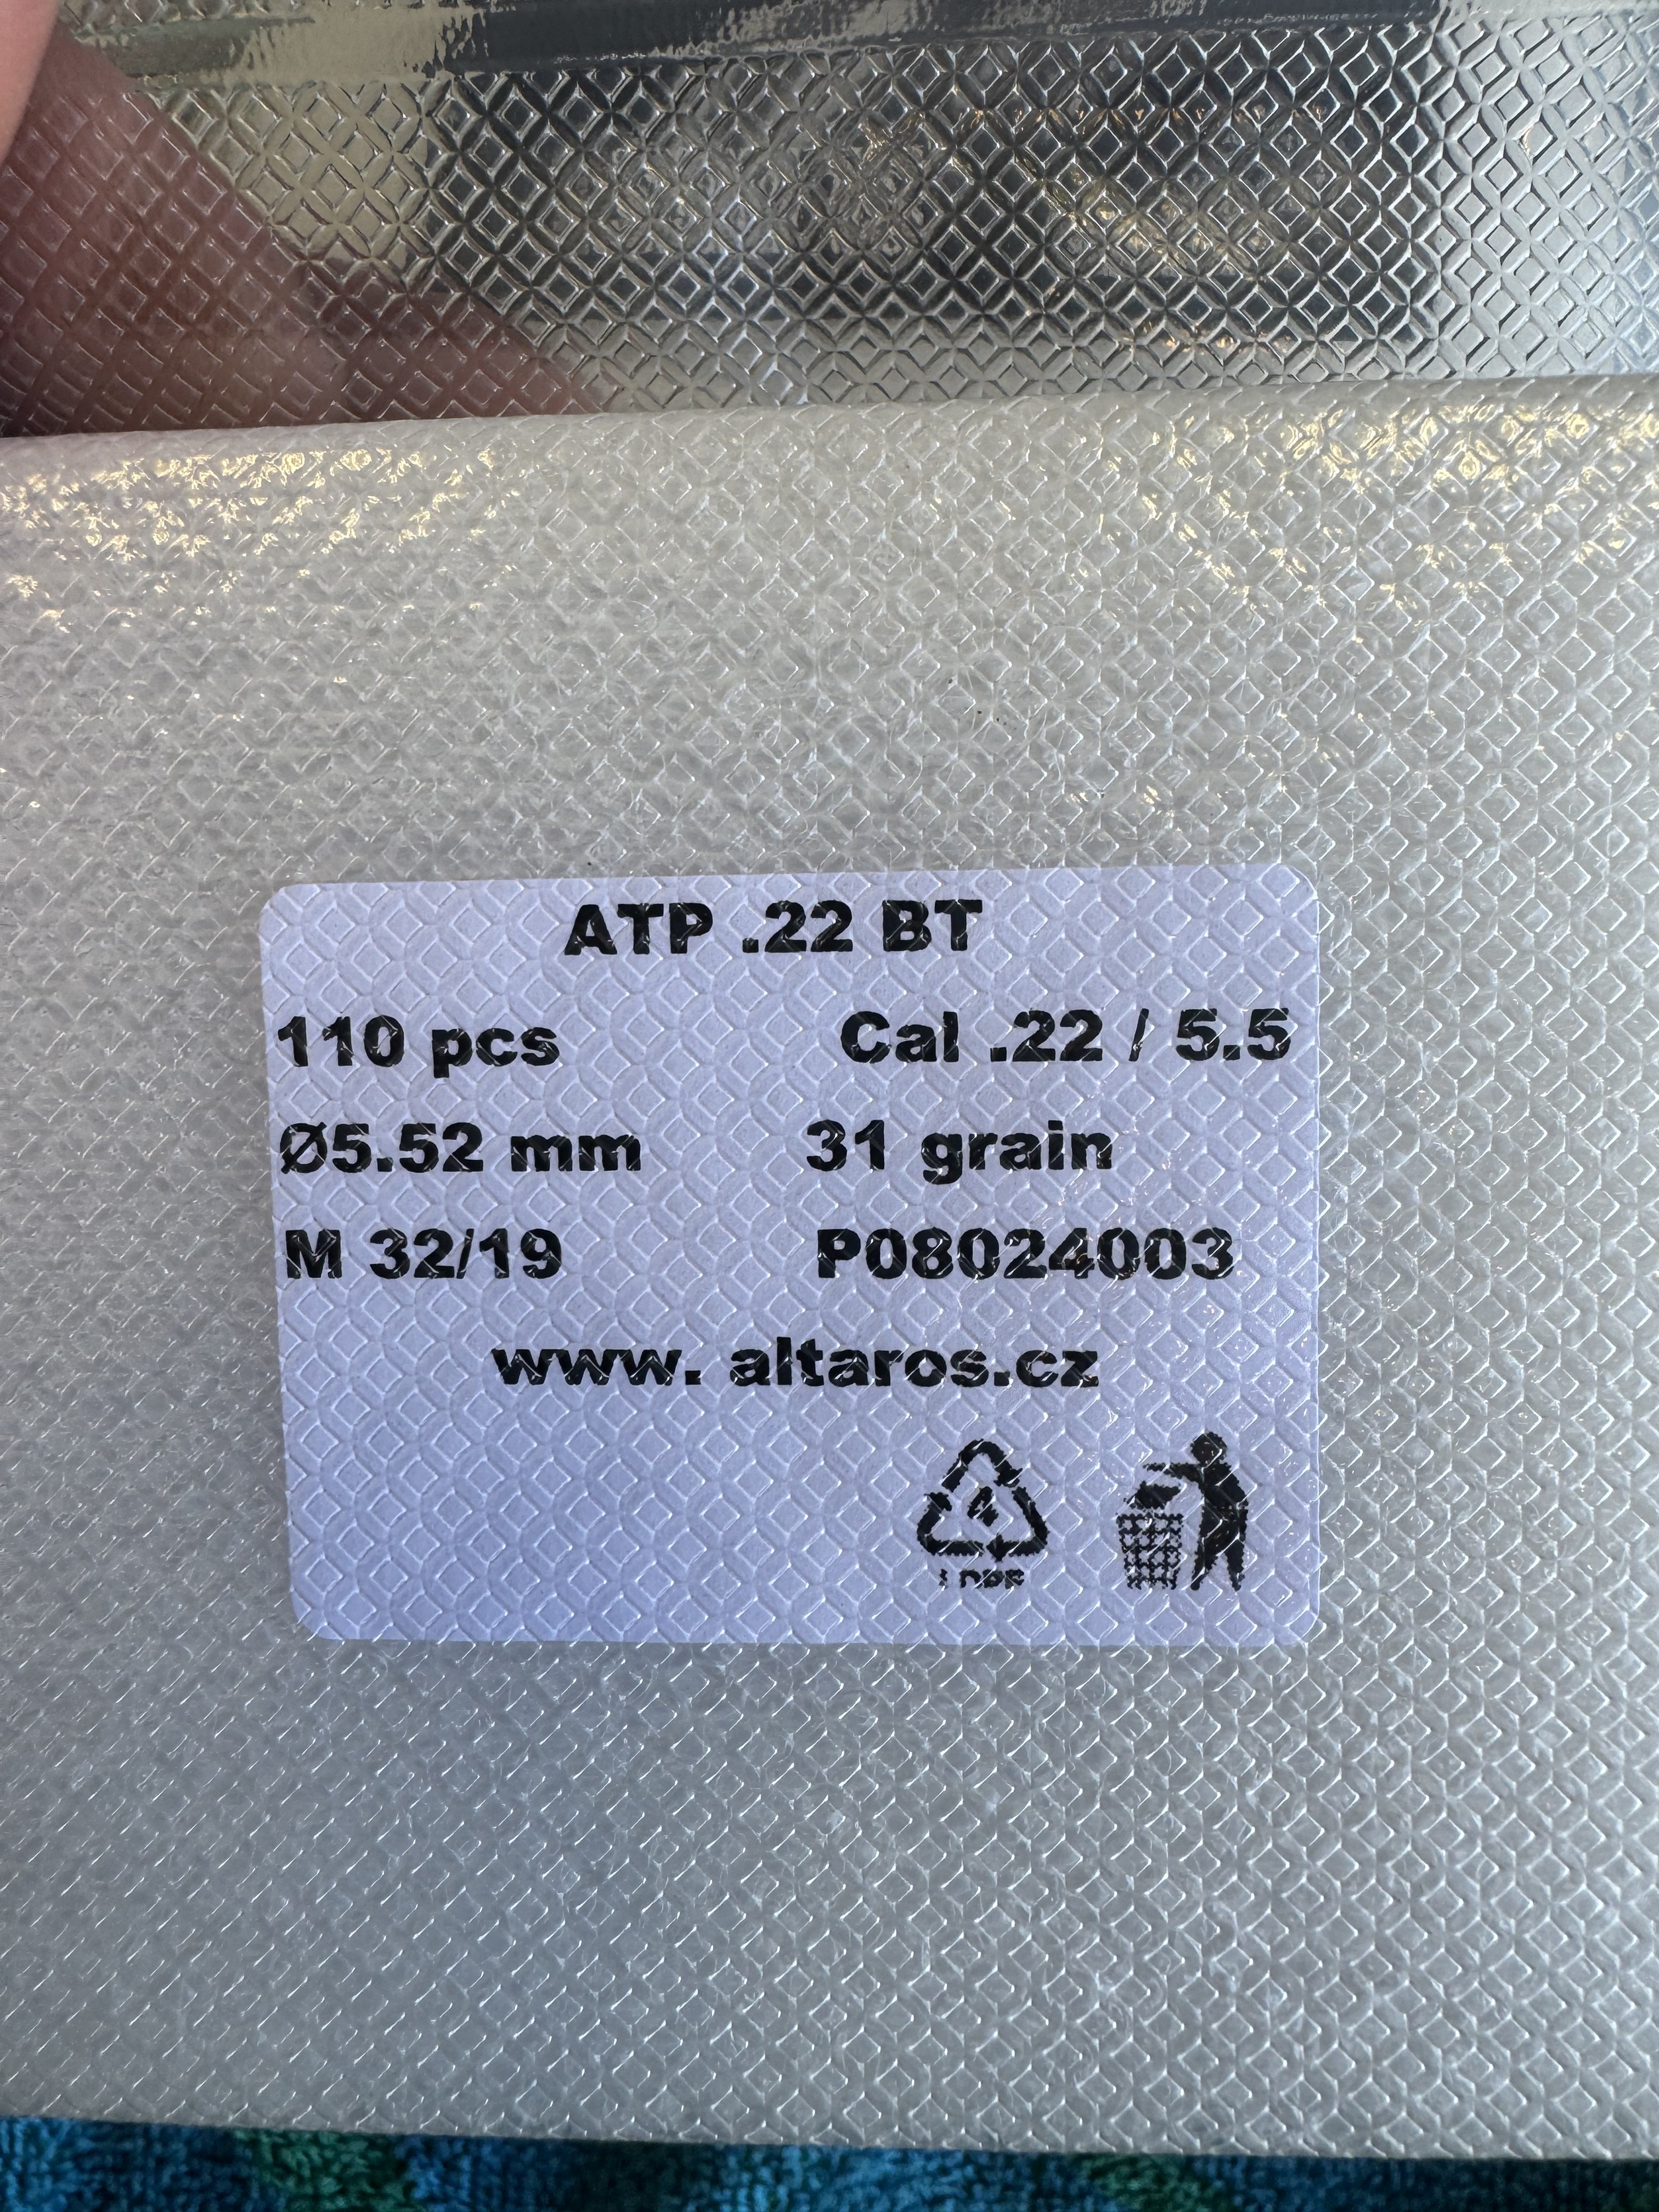 ATP .22 BT
110 pcs Cal .22 / 5.5
Ø5.52 mm 31 grain
M 32/19 P08024003
www. altaros.cz
4